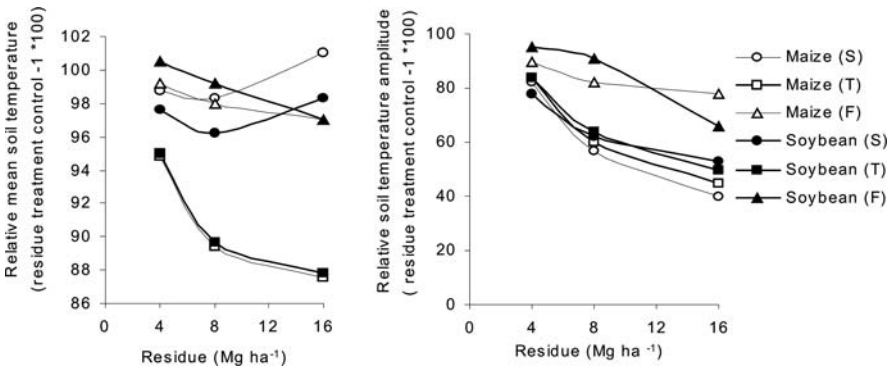 Relative mean soil temperature
(residue treatment control -1 *100)
102
100
98
96
94
92
90
88
86
0
4
8
12
16
Residue (Mg ha -1)
Relative soil temperature amplitude
( residue treatment control -1 *100)
100
80
60
40
20
0
0
4
8
12
16
Residue (Mg ha -1)
Maize (S)
Maize (T)
Maize (F)
Soybean (S)
Soybean (T)
Soybean (F)